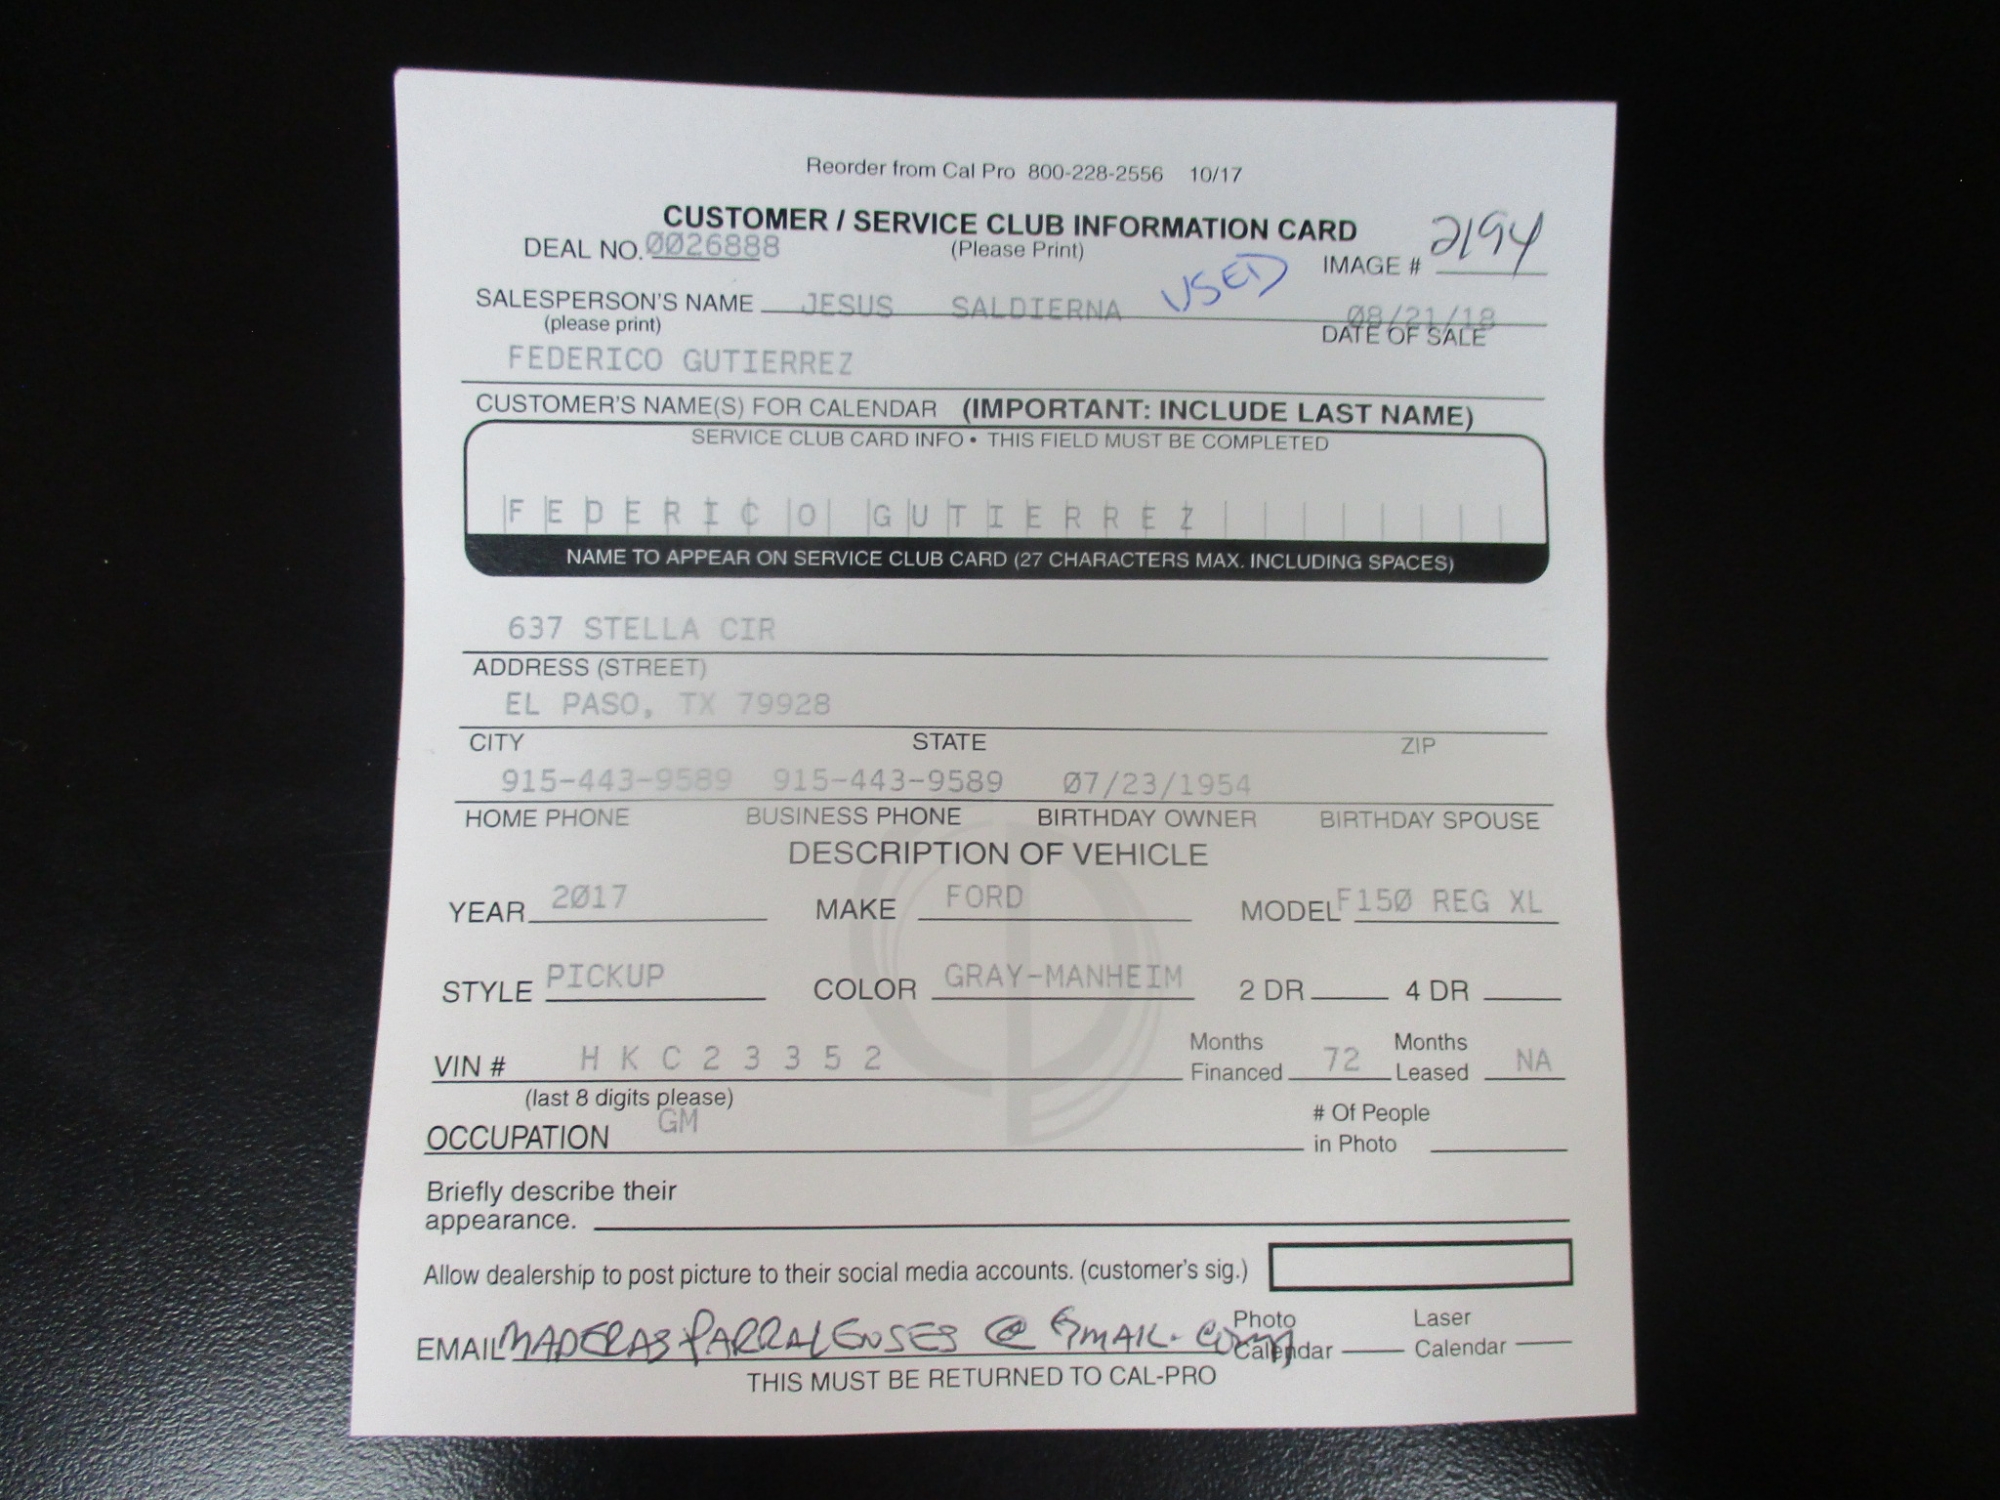 Reorder from Cal Pro 800-228-2556 10/17
CUSTOMER / SERVICE CLUB INFORMATION CARD
DEAL NO. 0026888 (Please Print) IMAGE # 2194
SALESPERSON'S NAME JESUS SALDIERNA USED 08/21/18
(please print) DATE OF SALE
FEDERICO GUTIERREZ
CUSTOMER'S NAME(S) FOR CALENDAR (IMPORTANT: INCLUDE LAST NAME)
SERVICE CLUB CARD INFO • THIS FIELD MUST BE COMPLETED
FEDERICO GUTIERREZ
NAME TO APPEAR ON SERVICE CLUB CARD (27 CHARACTERS MAX. INCLUDING SPACES)
637 STELLA CIR
ADDRESS (STREET)
EL PASO, TX 79928
CITY STATE ZIP
915-443-9589 915-443-9589 07/23/1954
HOME PHONE BUSINESS PHONE BIRTHDAY OWNER BIRTHDAY SPOUSE
DESCRIPTION OF VEHICLE
YEAR 2017 MAKE FORD MODEL F150 REG XL
STYLE PICKUP COLOR GRAY-MANHEIM 2 DR 4 DR
VIN # H K C 2 3 3 5 2 Months Financed 72 Months Leased NA
(last 8 digits please)
OCCUPATION GM # Of People in Photo
Briefly describe their
appearance.
Allow dealership to post picture to their social media accounts. (customer's sig.)
EMAIL MADERASPARRALENSES@GMAIL.COM Photo Calendar Laser Calendar
THIS MUST BE RETURNED TO CAL-PRO